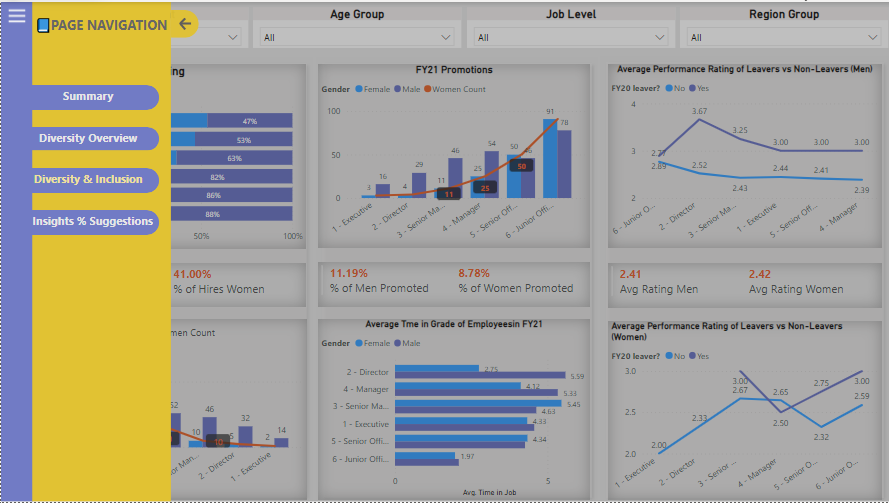 PAGE NAVIGATION
Age Group
Job Level
Region Group
All
All
All
Summary
Diversity Overview
Diversity & Inclusion
Insights % Suggestions
ng
47%
53%
63%
82%
86%
88%
50%
100%
FY21 Promotions
Gender Female Male Women Count
100
50
0
3
16
4
29
11
46
25
54
50
46
91
78
11
25
50
1 - Executive
2 - Director
3 - Senior Ma...
4 - Manager
5 - Senior Off...
6 - Junior Offi...
Average Performance Rating of Leavers vs Non-Leavers (Men)
FY20 leaver? No Yes
4
3
2
2.77
2.89
3.67
2.52
3.25
2.43
3.00
2.44
3.00
2.41
3.00
2.39
6 - Junior O...
2 - Director
3 - Senior Ma...
1 - Executive
5 - Senior Off...
4 - Manager
41.00%
% of Hires Women
11.19%
% of Men Promoted
8.78%
% of Women Promoted
2.41
Avg Rating Men
2.42
Avg Rating Women
men Count
52
10
46
10
5
32
2
14
or Man...
2 - Director
1 - Executive
Average Tme in Grade of Employeesin FY21
Gender Female Male
2 - Director
2.75
5.59
4 - Manager
4.12
5.33
3 - Senior Ma...
5.45
4.63
1 - Executive
4.33
5 - Senior Offi...
4.34
6 - Junior Offi...
1.97
0
5
Avg. Time in Job
Average Performance Rating of Leavers vs Non-Leavers
(Women)
FY20 leaver? No Yes
3.0
2.5
2.0
2.00
2.33
3.00
2.67
2.65
2.50
2.75
2.32
3.00
2.59
1 - Executive
2 - Director
3 - Senior ...
4 - Manager
5 - Senior O...
6 - Junior O...